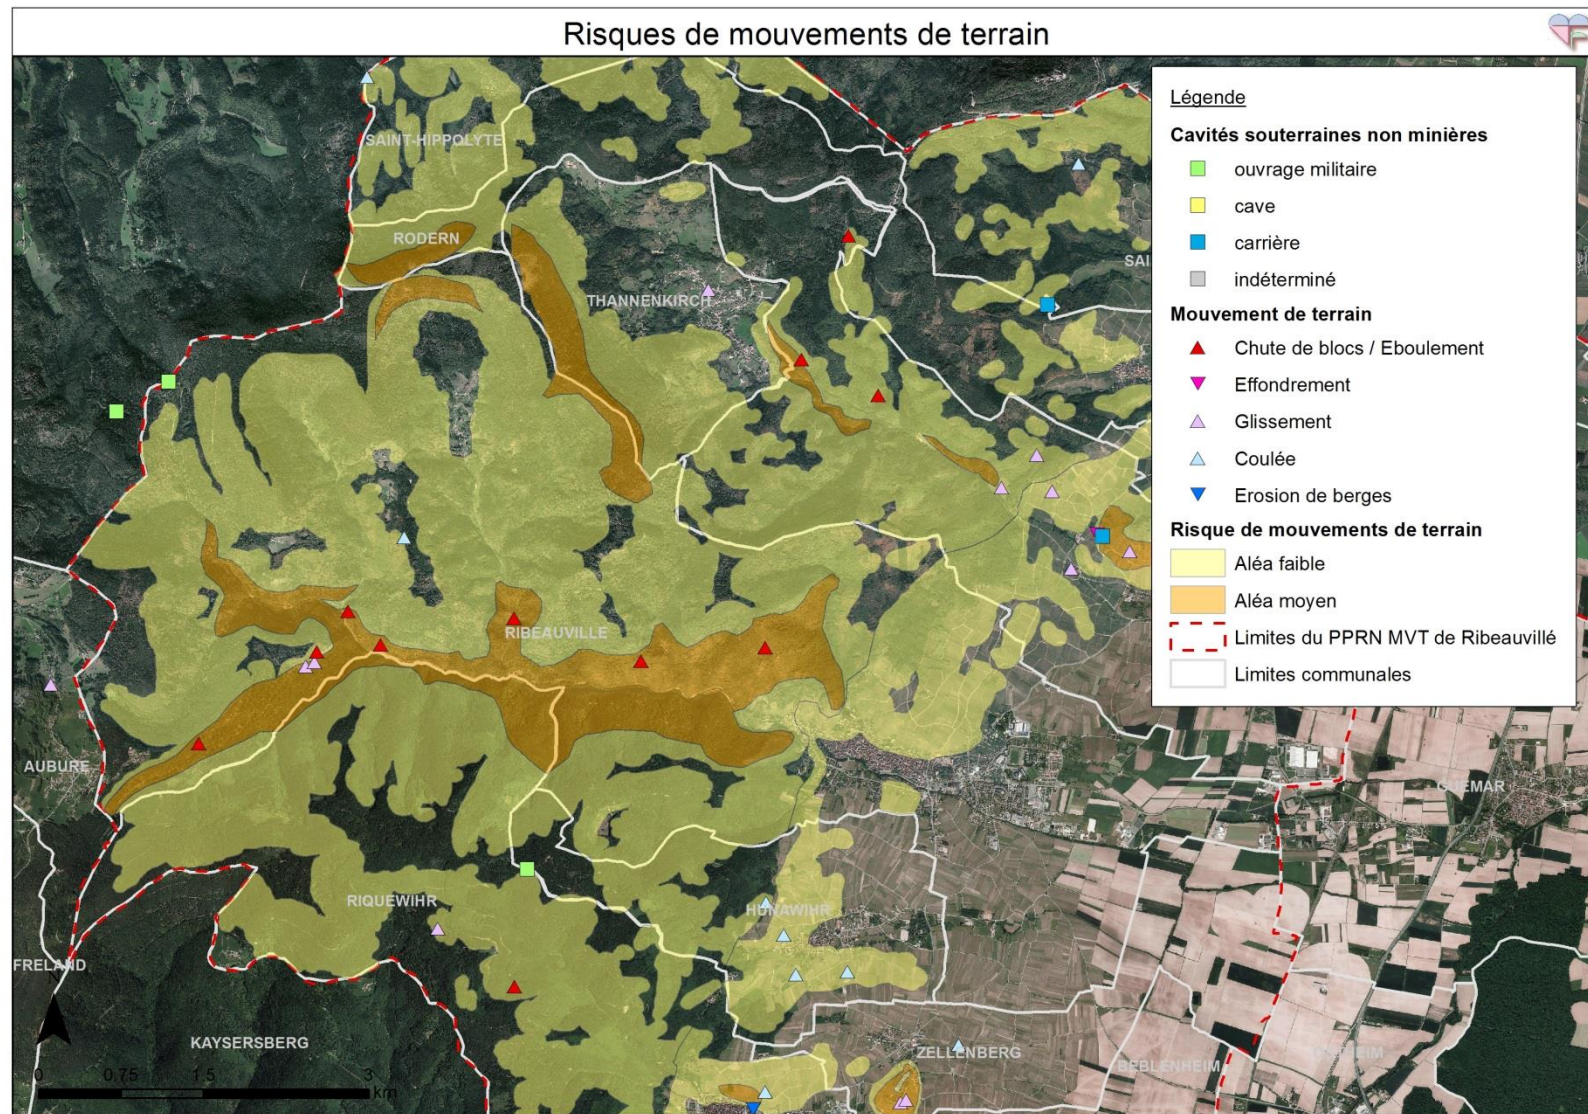 Risques de mouvements de terrain
Légende
Cavités souterraines non minières
ouvrage militaire
cave
carrière
indéterminé
Mouvement de terrain
Chute de blocs / Eboulement
Effondrement
Glissement
Coulée
Erosion de berges
Risque de mouvements de terrain
Aléa faible
Aléa moyen
Limites du PPRN MVT de Ribeauvillé
Limites communales
SAINT-HIPPOLYTE
RODERN
SAI
THANNENKIRCH
RIBEAUVILLE
AUBURE
GUEMAR
RIQUEWIHR
HUNAWIHR
FRELAND
KAYSERSBERG
ZELLENBERG
BEBLENHEIM
OSTHEIM
0 0.75 1.5 3
km